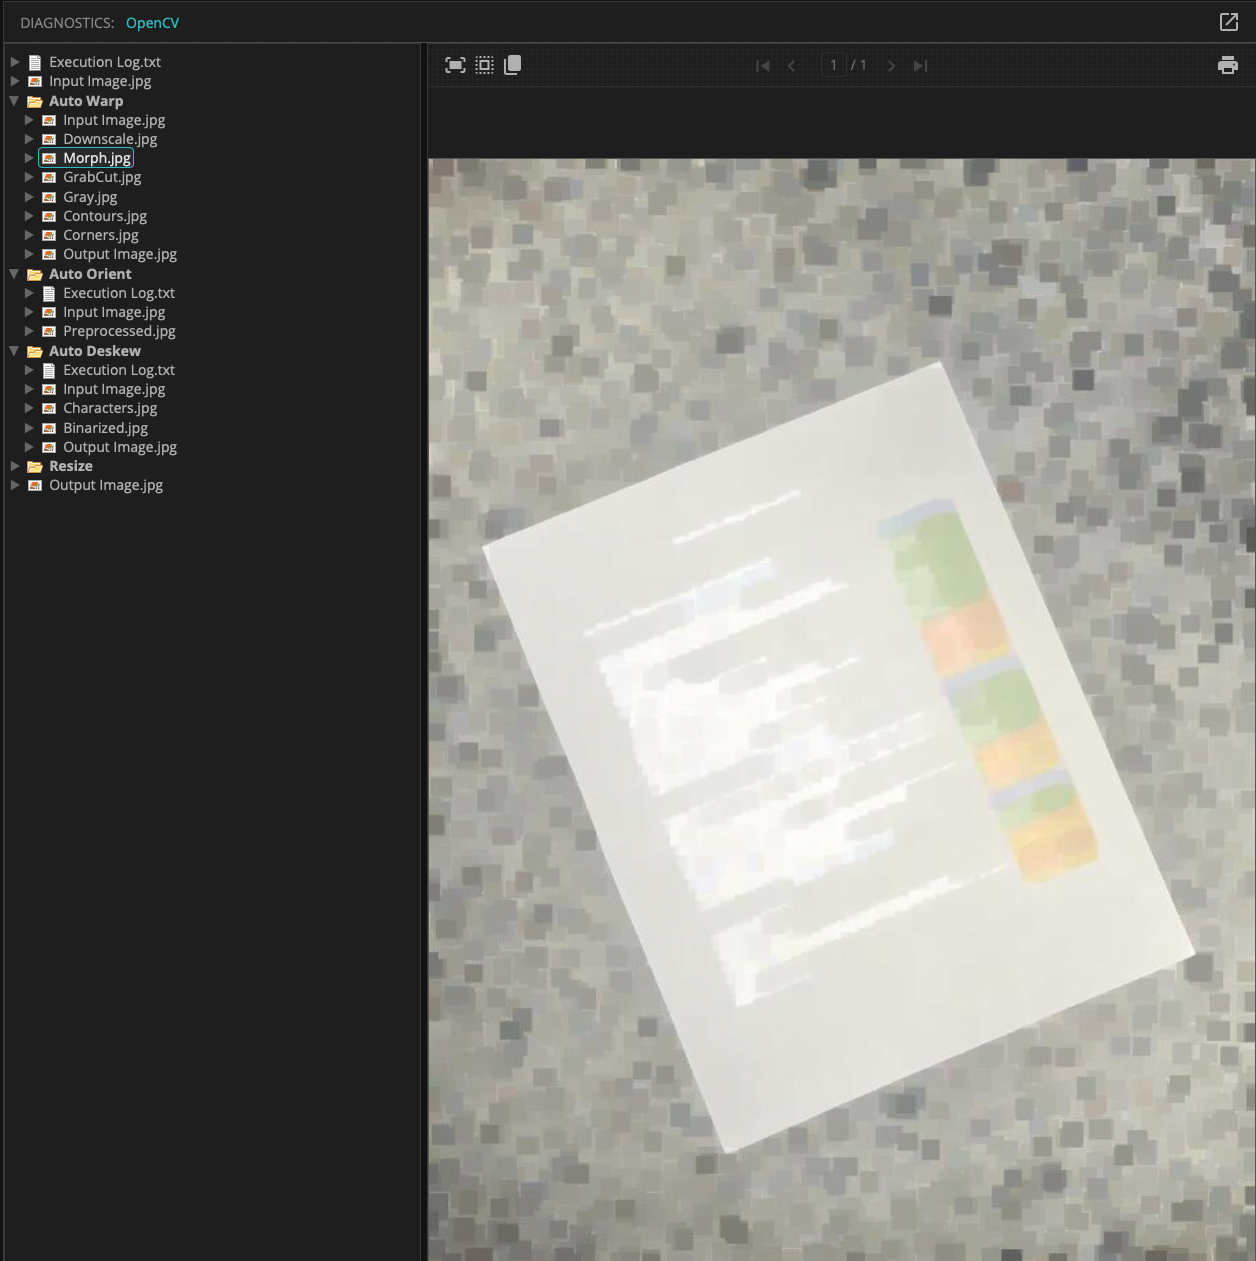 DIAGNOSTICS: OpenCV
Execution Log.txt
Input Image.jpg
Auto Warp
Input Image.jpg
Downscale.jpg
Morph.jpg
GrabCut.jpg
Gray.jpg
Contours.jpg
Corners.jpg
Output Image.jpg
Auto Orient
Execution Log.txt
Input Image.jpg
Preprocessed.jpg
Auto Deskew
Execution Log.txt
Input Image.jpg
Characters.jpg
Binarized.jpg
Output Image.jpg
Resize
Output Image.jpg
1 / 1